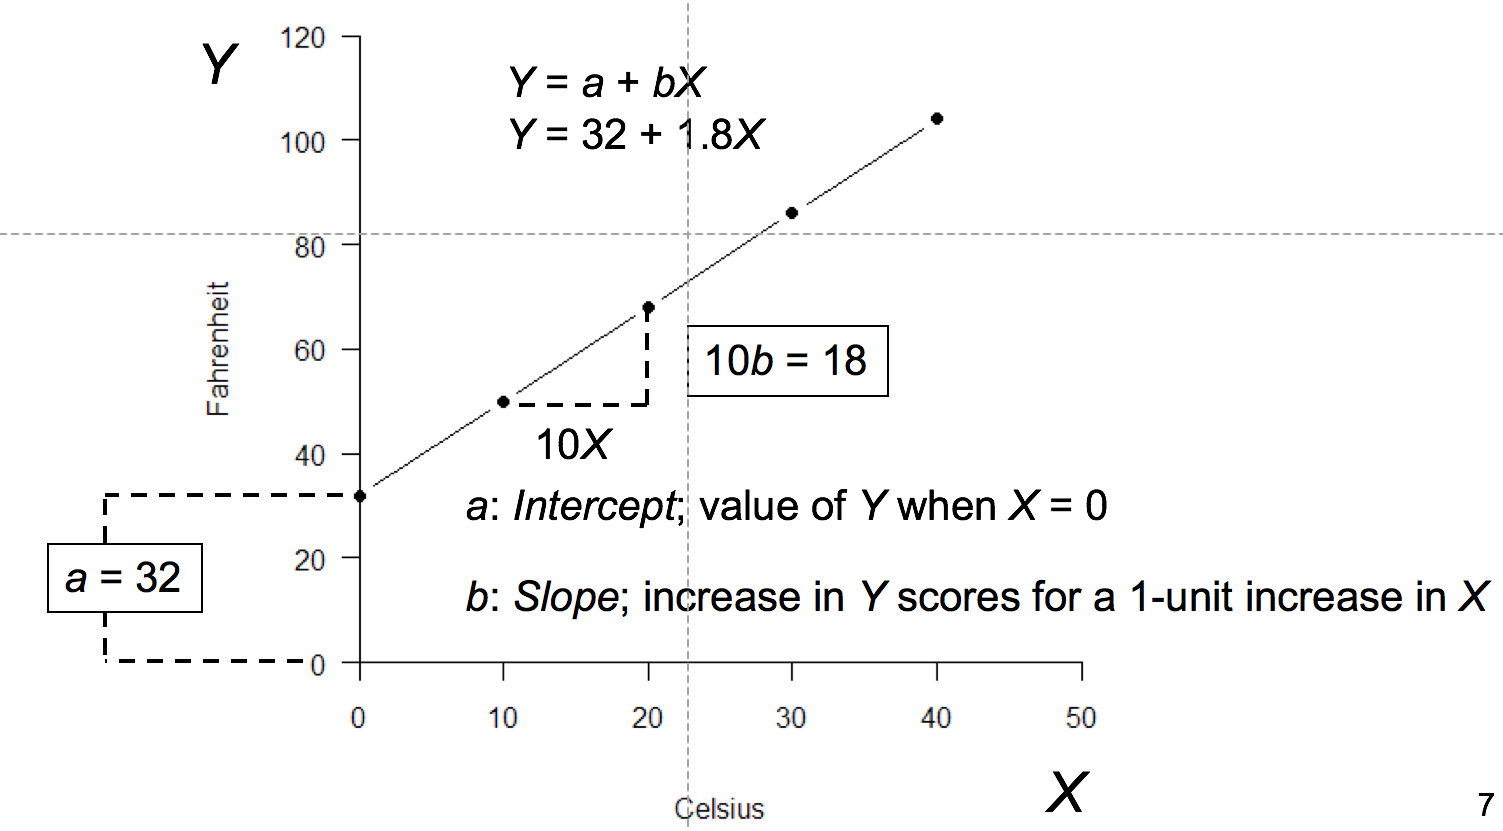 Y
120
Y = a + bX
Y = 32 + 1.8X
100
80
Fahrenheit
60
10b = 18
10X
40
a: Intercept; value of Y when X = 0
a = 32
20
b: Slope; increase in Y scores for a 1-unit increase in X
0
0 10 20 30 40 50
Celsius
X
7